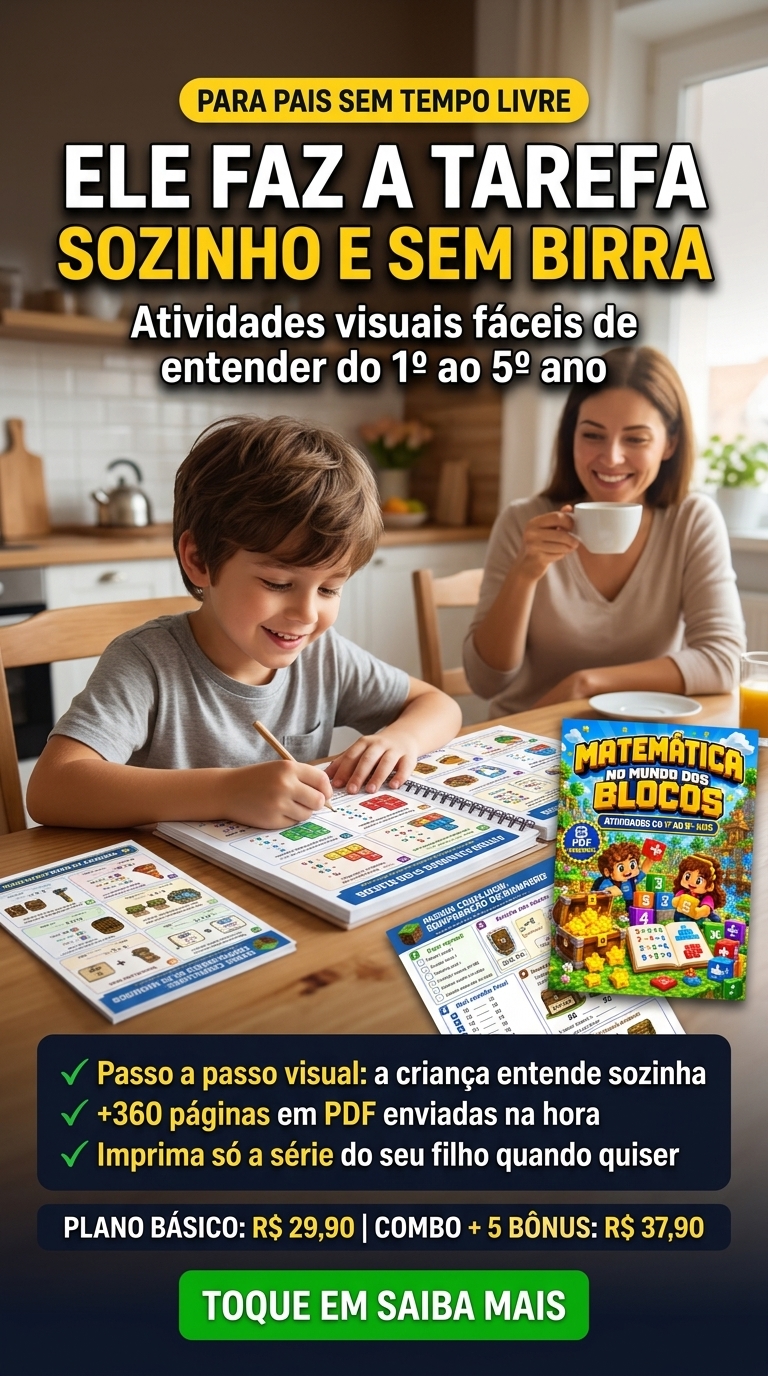 PARA PAIS SEM TEMPO LIVRE
ELE FAZ A TAREFA
SOZINHO E SEM BIRRA
Atividades visuais fáceis de
entender do 1º ao 5º ano
MATEMÁTICA
NO MUNDO DOS
BLOCOS
PDF
✓ Passo a passo visual: a criança entende sozinha
✓ +360 páginas em PDF enviadas na hora
✓ Imprima só a série do seu filho quando quiser
PLANO BÁSICO: R$ 29,90 | COMBO + 5 BÔNUS: R$ 37,90
TOQUE EM SAIBA MAIS